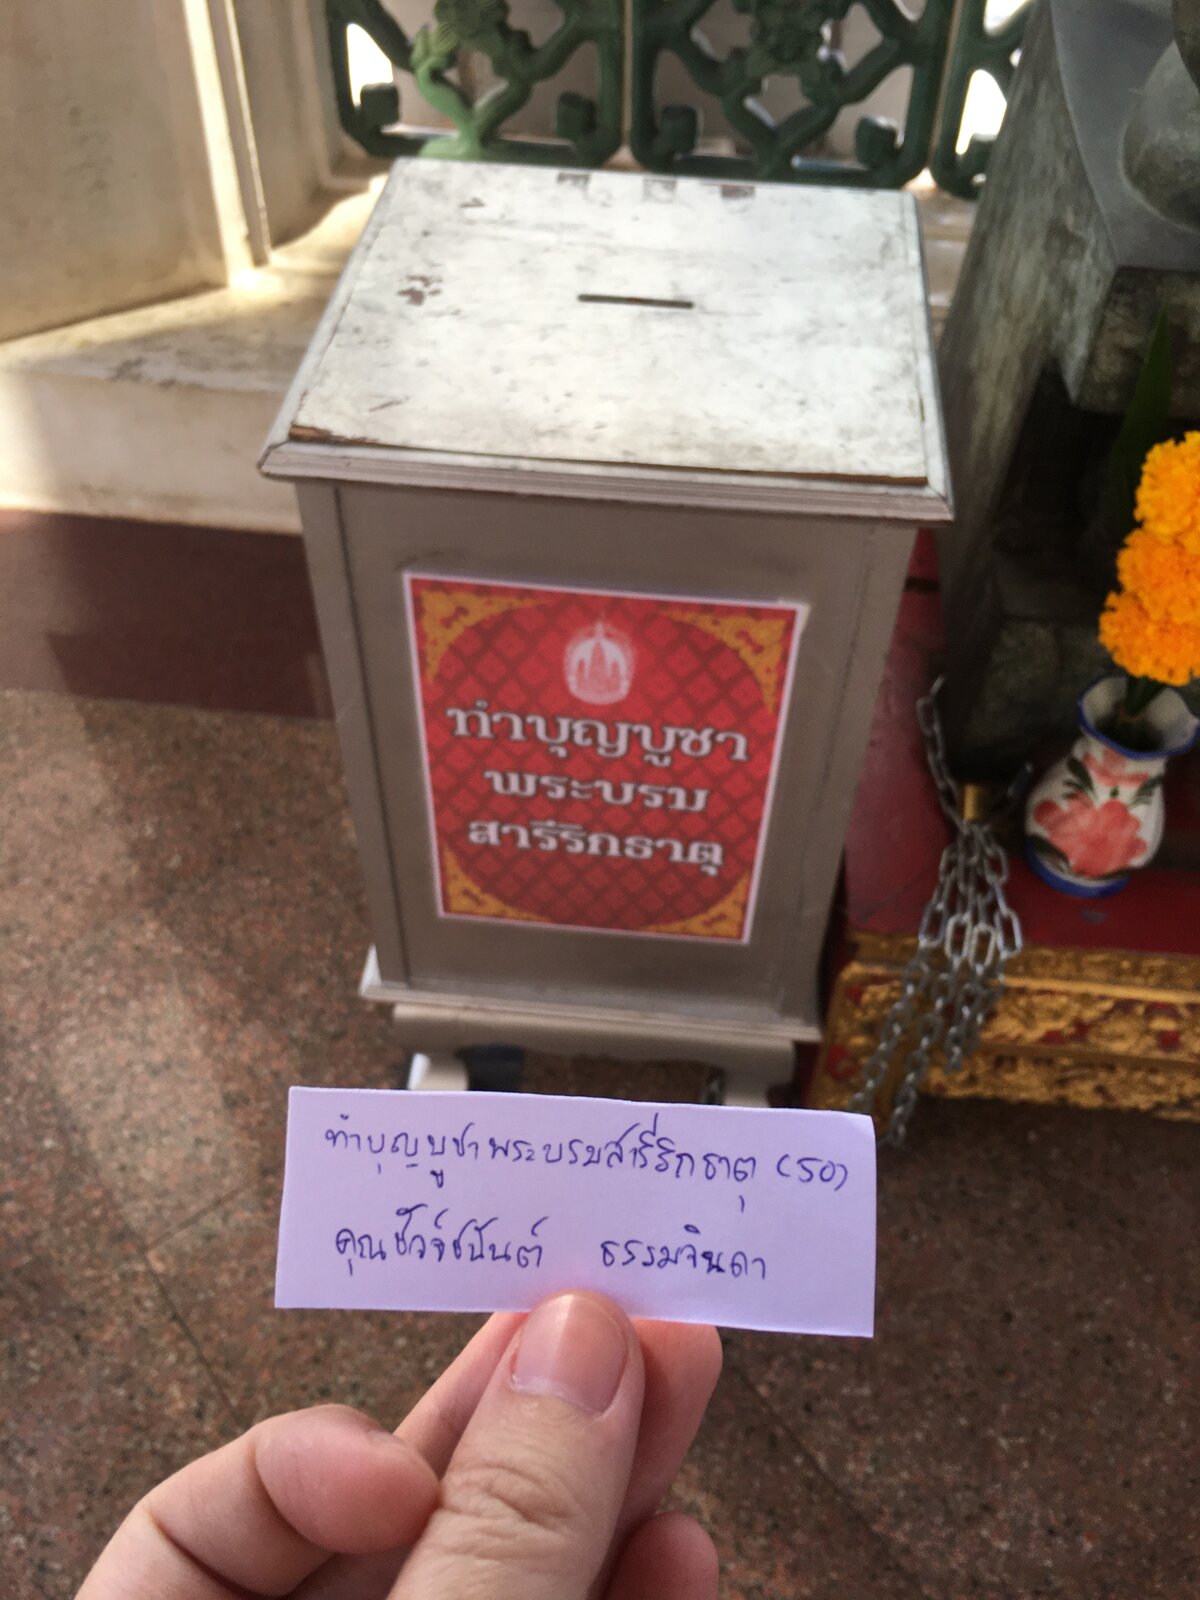 ทำบุญบูชา
พระบรม
สารีริกธาตุ
ทำบุญบูชาพระบรมสารีริกธาตุ (50)
คุณ ธรรมจินดา